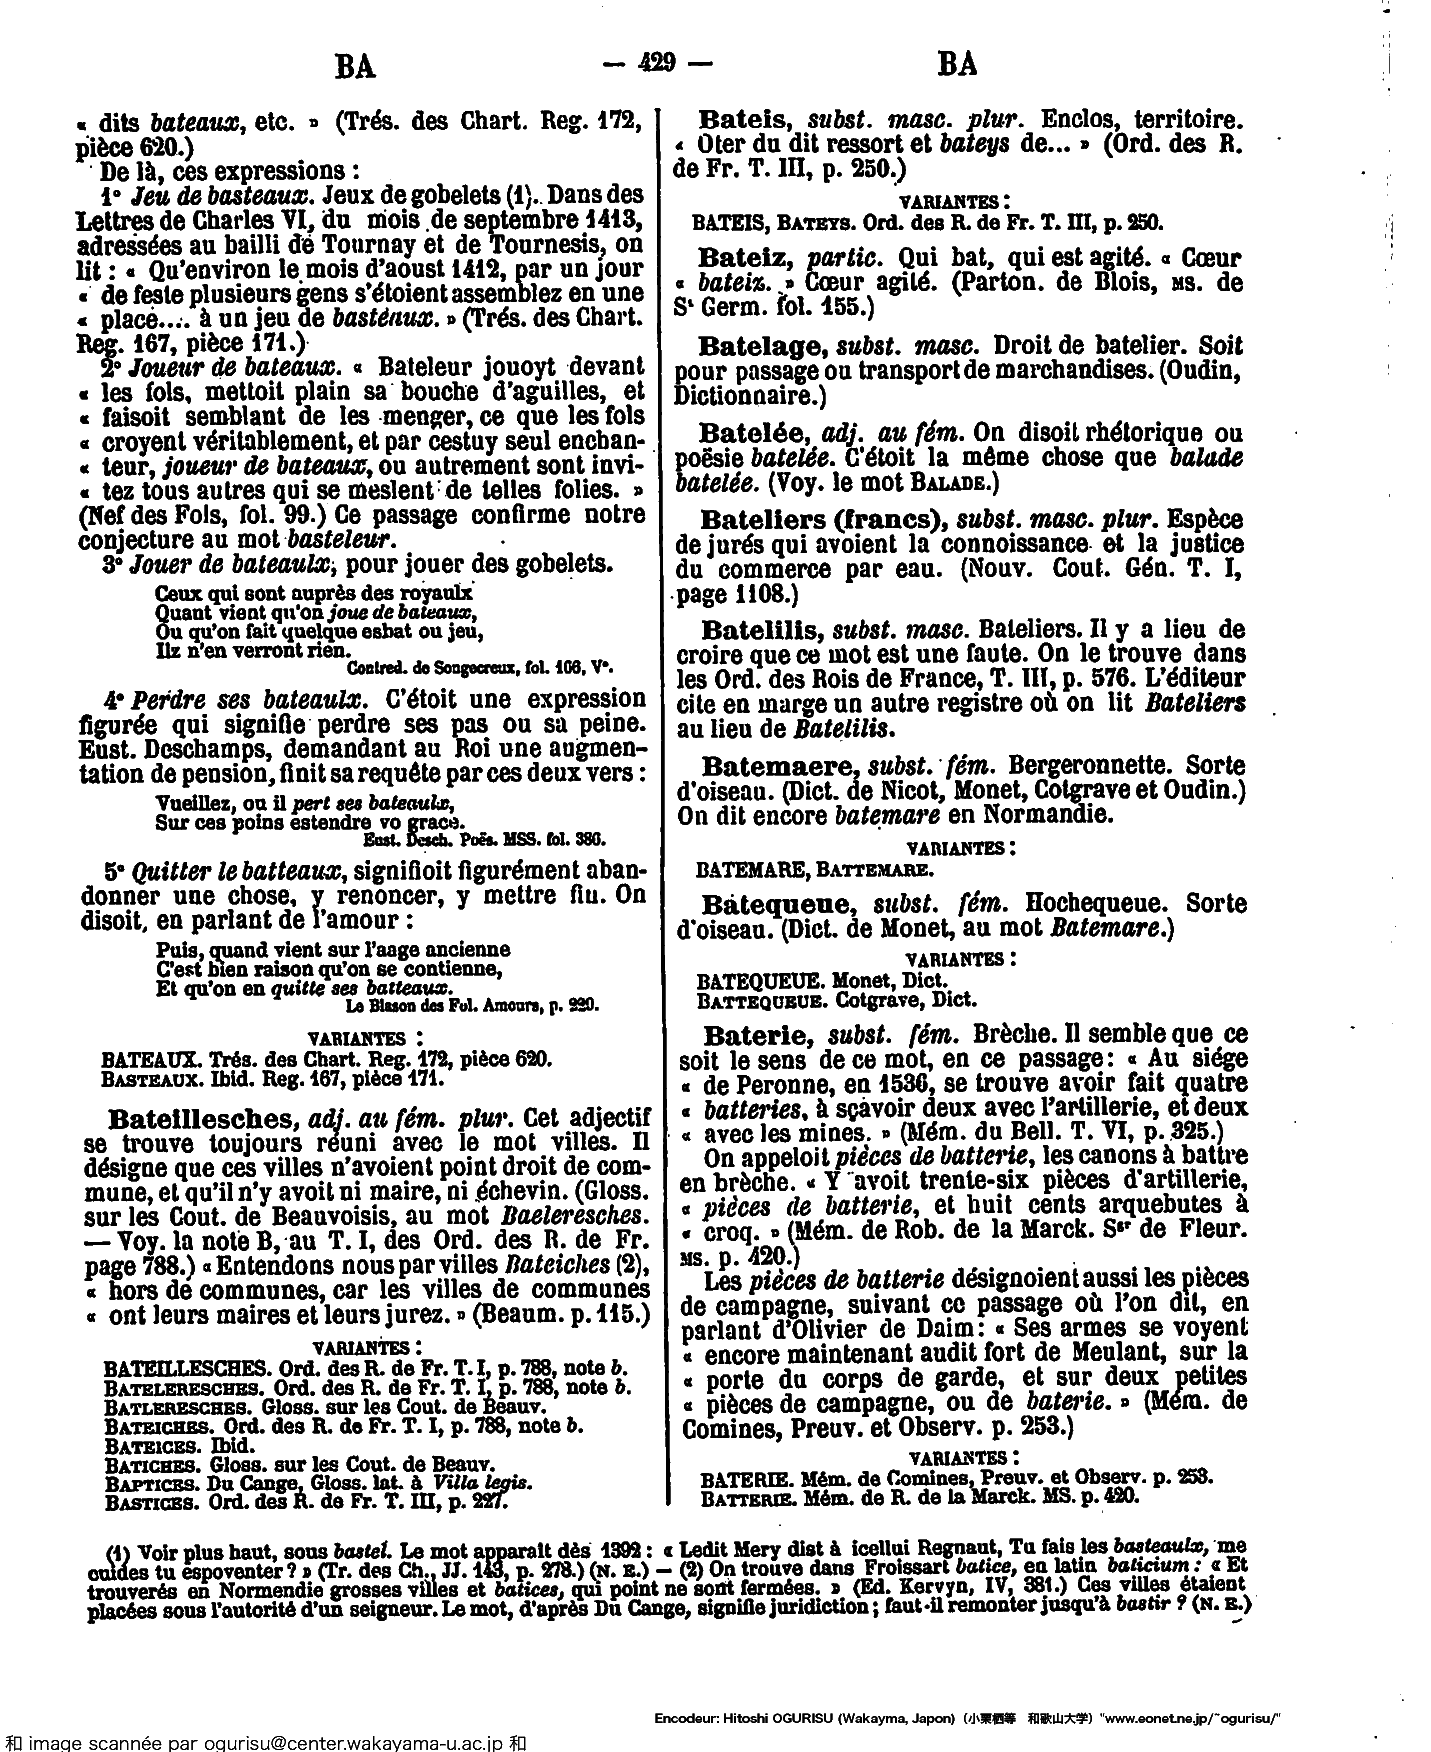 BA — 429 — BA
« dits bateaux, etc. » (Trés. des Chart. Reg. 172,
pièce 620.)
De là, ces expressions :
1° Jeu de basteaux. Jeux de gobelets (1). Dans des
Lettres de Charles VI, du mois de septembre 1413,
adressées au bailli de Tournay et de Tournesis, on
lit : « Qu'environ le mois d'aoust 1412, par un jour
« de feste plusieurs gens s'étoient assemblez en une
« place.... à un jeu de basteaux. » (Trés. des Chart.
Reg. 167, pièce 171.)
2° Joueur de bateaux. « Bateleur jouoyt devant
« les fols, mettoit plain sa bouche d'aguilles, et
« faisoit semblant de les menger, ce que les fols
« croyent véritablement, et par cestuy seul enchan-
« teur, joueur de bateaux, ou autrement sont invi-
« tez tous autres qui se meslent de telles folies. »
(Nef des Fols, fol. 99.) Ce passage confirme notre
conjecture au mot basteleur.
3° Jouer de bateaulx, pour jouer des gobelets.
Ceux qui sont auprès des royaulx
Quant vient qu'on joue de bateaux,
Ou qu'on fait quelque esbat ou jeu,
Ilz n'en verront rien.
Contred. de Songecreux, fol. 106, V°.
4° Perdre ses bateaulx. C'étoit une expression
figurée qui signifie perdre ses pas ou sa peine.
Eust. Deschamps, demandant au Roi une augmen-
tation de pension, finit sa requête par ces deux vers :
Vueillez, ou il pert ses bateaulx,
Sur ces poins estendre vo grace.
Eust. Desch. Poës. MSS. fol. 386.
5° Quitter le batteaux, signifioit figurément aban-
donner une chose, y renoncer, y mettre fin. On
disoit, en parlant de l'amour :
Puis, quand vient sur l'aage ancienne
C'est bien raison qu'on se contienne,
Et qu'on en quitte ses batteaux.
Le Blason des Ful. Amours, p. 220.
VARIANTES :
BATEAUX. Trés. des Chart. Reg. 172, pièce 620.
BASTEAUX. Ibid. Reg. 167, pièce 171.
Bateillesches, adj. au fém. plur. Cet adjectif
se trouve toujours réuni avec le mot villes. Il
désigne que ces villes n'avoient point droit de com-
mune, et qu'il n'y avoit ni maire, ni échevin. (Gloss.
sur les Cout. de Beauvoisis, au mot Baeleresches.
— Voy. la note B, au T. I, des Ord. des R. de Fr.
page 788.) « Entendons nous par villes Bateiches (2),
« hors de communes, car les villes de communes
« ont leurs maires et leurs jurez. » (Beaum. p. 115.)
VARIANTES :
BATEILLESCHES. Ord. des R. de Fr. T. I, p. 788, note b.
BATELERESCHES. Ord. des R. de Fr. T. I, p. 788, note b.
BATLERESCHES. Gloss. sur les Cout. de Beauv.
BATEICHES. Ord. des R. de Fr. T. I, p. 788, note b.
BATEICES. Ibid.
BATICHES. Gloss. sur les Cout. de Beauv.
BAPTICES. Du Cange, Gloss. lat. à Villa legis.
BASTICES. Ord. des R. de Fr. T. III, p. 227.
Bateis, subst. masc. plur. Enclos, territoire.
« Oter du dit ressort et bateys de... » (Ord. des R.
de Fr. T. III, p. 250.)
VARIANTES :
BATEIS, BATEYS. Ord. des R. de Fr. T. III, p. 250.
Bateiz, partic. Qui bat, qui est agité. « Cœur
« bateiz. » Cœur agité. (Parton. de Blois, MS. de
St Germ. fol. 155.)
Batelage, subst. masc. Droit de batelier. Soit
pour passage ou transport de marchandises. (Oudin,
Dictionnaire.)
Batelée, adj. au fém. On disoit rhétorique ou
poësie batelée. C'étoit la même chose que balade
batelée. (Voy. le mot BALADE.)
Bateliers (francs), subst. masc. plur. Espèce
de jurés qui avoient la connoissance et la justice
du commerce par eau. (Nouv. Cout. Gén. T. I,
page 1108.)
Batelilis, subst. masc. Bateliers. Il y a lieu de
croire que ce mot est une faute. On le trouve dans
les Ord. des Rois de France, T. III, p. 576. L'éditeur
cite en marge un autre registre où on lit Bateliers
au lieu de Batelilis.
Batemaere, subst. fém. Bergeronnette. Sorte
d'oiseau. (Dict. de Nicot, Monet, Cotgrave et Oudin.)
On dit encore batemare en Normandie.
VARIANTES :
BATEMARE, BATTEMARE.
Batequeue, subst. fém. Hochequeue. Sorte
d'oiseau. (Dict. de Monet, au mot Batemare.)
VARIANTES :
BATEQUEUE. Monet, Dict.
BATTEQUEUE. Cotgrave, Dict.
Baterie, subst. fém. Brèche. Il semble que ce
soit le sens de ce mot, en ce passage : « Au siége
« de Peronne, en 1536, se trouve avoir fait quatre
« batteries, à sçavoir deux avec l'artillerie, et deux
« avec les mines. » (Mém. du Bell. T. VI, p. 325.)
On appeloit pièces de batterie, les canons à battre
en brèche. « Y avoit trente-six pièces d'artillerie,
« pièces de batterie, et huit cents arquebutes à
« croq. » (Mém. de Rob. de la Marck. Sgr de Fleur.
MS. p. 420.)
Les pièces de batterie désignoient aussi les pièces
de campagne, suivant ce passage où l'on dit, en
parlant d'Olivier de Daim : « Ses armes se voyent
« encore maintenant audit fort de Meulant, sur la
« porte du corps de garde, et sur deux petites
« pièces de campagne, ou de baterie. » (Mém. de
Comines, Preuv. et Observ. p. 253.)
VARIANTES :
BATERIE. Mém. de Comines, Preuv. et Observ. p. 253.
BATTERIE. Mém. de R. de la Marck. MS. p. 420.
(1) Voir plus haut, sous bastel. Le mot apparaît dès 1392 : « Ledit Mery dist à icellui Regnaut, Tu fais les basteaulx, me
cuides tu espoventer ? » (Tr. des Ch., JJ. 143, p. 278.) (N. E.) — (2) On trouve dans Froissart batice, en latin baticium : « Et
trouverés en Normendie grosses villes et batices, qui point ne sont fermées. » (Ed. Kervyn, IV, 381.) Ces villes étaient
placées sous l'autorité d'un seigneur. Le mot, d'après Du Cange, signifie juridiction ; faut-il remonter jusqu'à bastir ? (N. E.)
Encodeur: Hitoshi OGURISU (Wakayma, Japon) (小栗栖等 和歌山大学) "www.eonet.ne.jp/~ogurisu/"
和 image scannée par ogurisu@center.wakayama-u.ac.jp 和